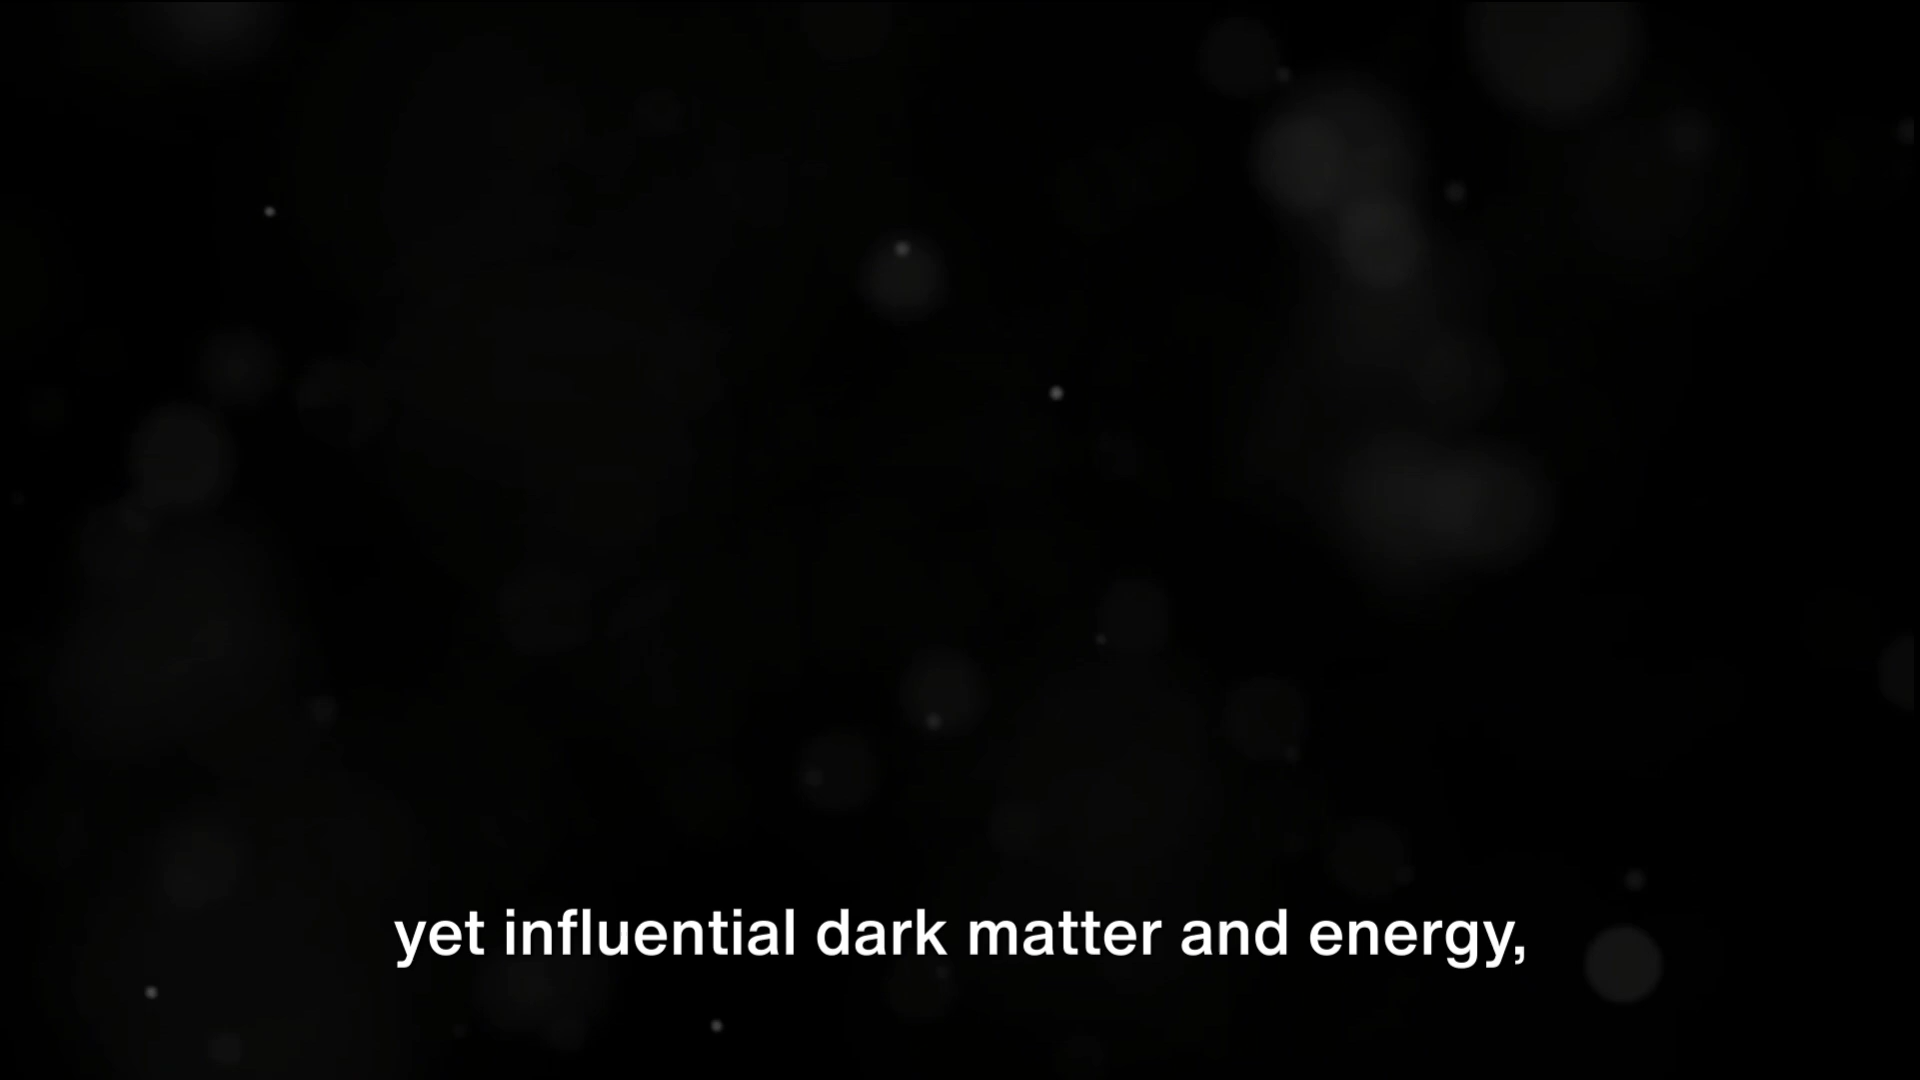 yet influential dark matter and energy,